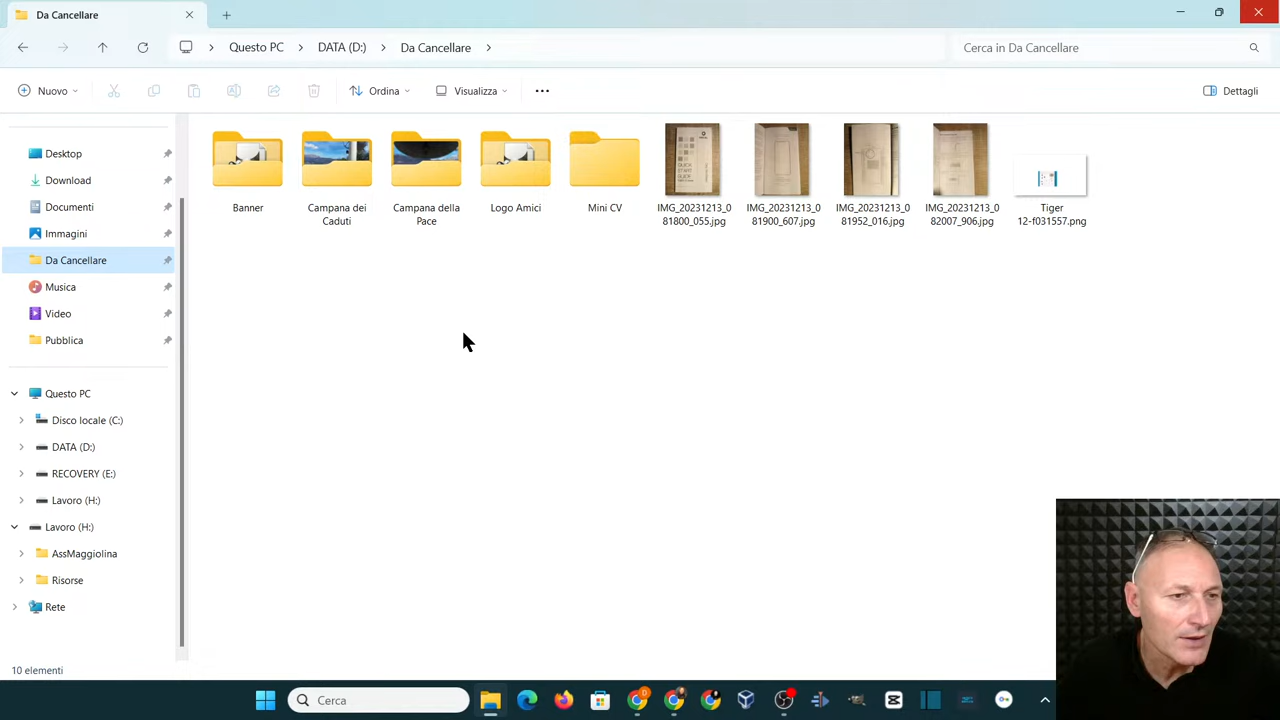 Da Cancellare
Questo PC
DATA (D:)
Da Cancellare
Cerca in Da Cancellare
Nuovo
Ordina
Visualizza
Dettagli
Desktop
Download
Documenti
Immagini
Da Cancellare
Musica
Video
Pubblica
Questo PC
Disco locale (C:)
DATA (D:)
RECOVERY (E:)
Lavoro (H:)
Lavoro (H:)
AssMaggiolina
Risorse
Rete
Banner
Campana dei
Caduti
Campana della
Pace
Logo Amici
Mini CV
IMG_20231213_0
81800_055.jpg
IMG_20231213_0
81900_607.jpg
IMG_20231213_0
81952_016.jpg
IMG_20231213_0
82007_906.jpg
Tiger
12-f031557.png
QUICK
START
GUIDE
10 elementi
Cerca